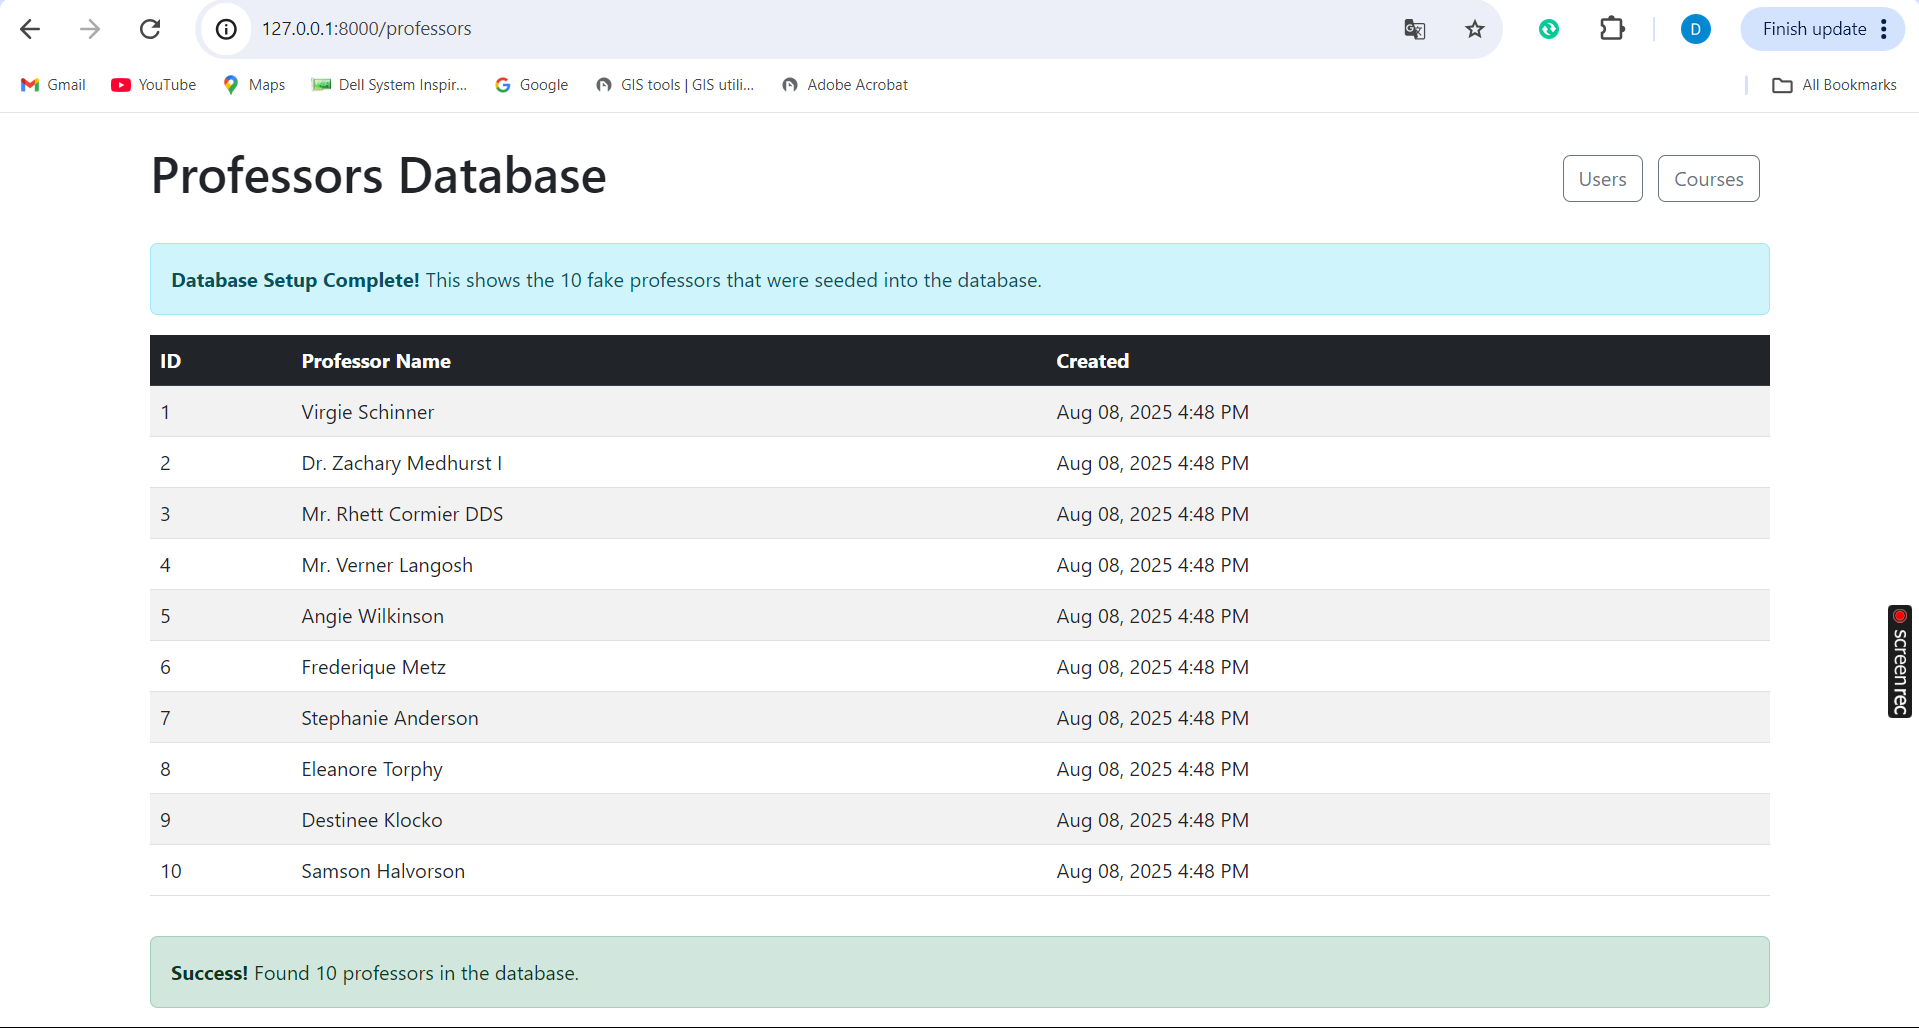 127.0.0.1:8000/professors
D
Finish update
Gmail
YouTube
Maps
Dell System Inspir...
Google
GIS tools | GIS utili...
Adobe Acrobat
All Bookmarks
Professors Database
Users
Courses
Database Setup Complete! This shows the 10 fake professors that were seeded into the database.
ID Professor Name Created
1 Virgie Schinner Aug 08, 2025 4:48 PM
2 Dr. Zachary Medhurst I Aug 08, 2025 4:48 PM
3 Mr. Rhett Cormier DDS Aug 08, 2025 4:48 PM
4 Mr. Verner Langosh Aug 08, 2025 4:48 PM
5 Angie Wilkinson Aug 08, 2025 4:48 PM
6 Frederique Metz Aug 08, 2025 4:48 PM
7 Stephanie Anderson Aug 08, 2025 4:48 PM
8 Eleanore Torphy Aug 08, 2025 4:48 PM
9 Destinee Klocko Aug 08, 2025 4:48 PM
10 Samson Halvorson Aug 08, 2025 4:48 PM
Success! Found 10 professors in the database.
screenrec